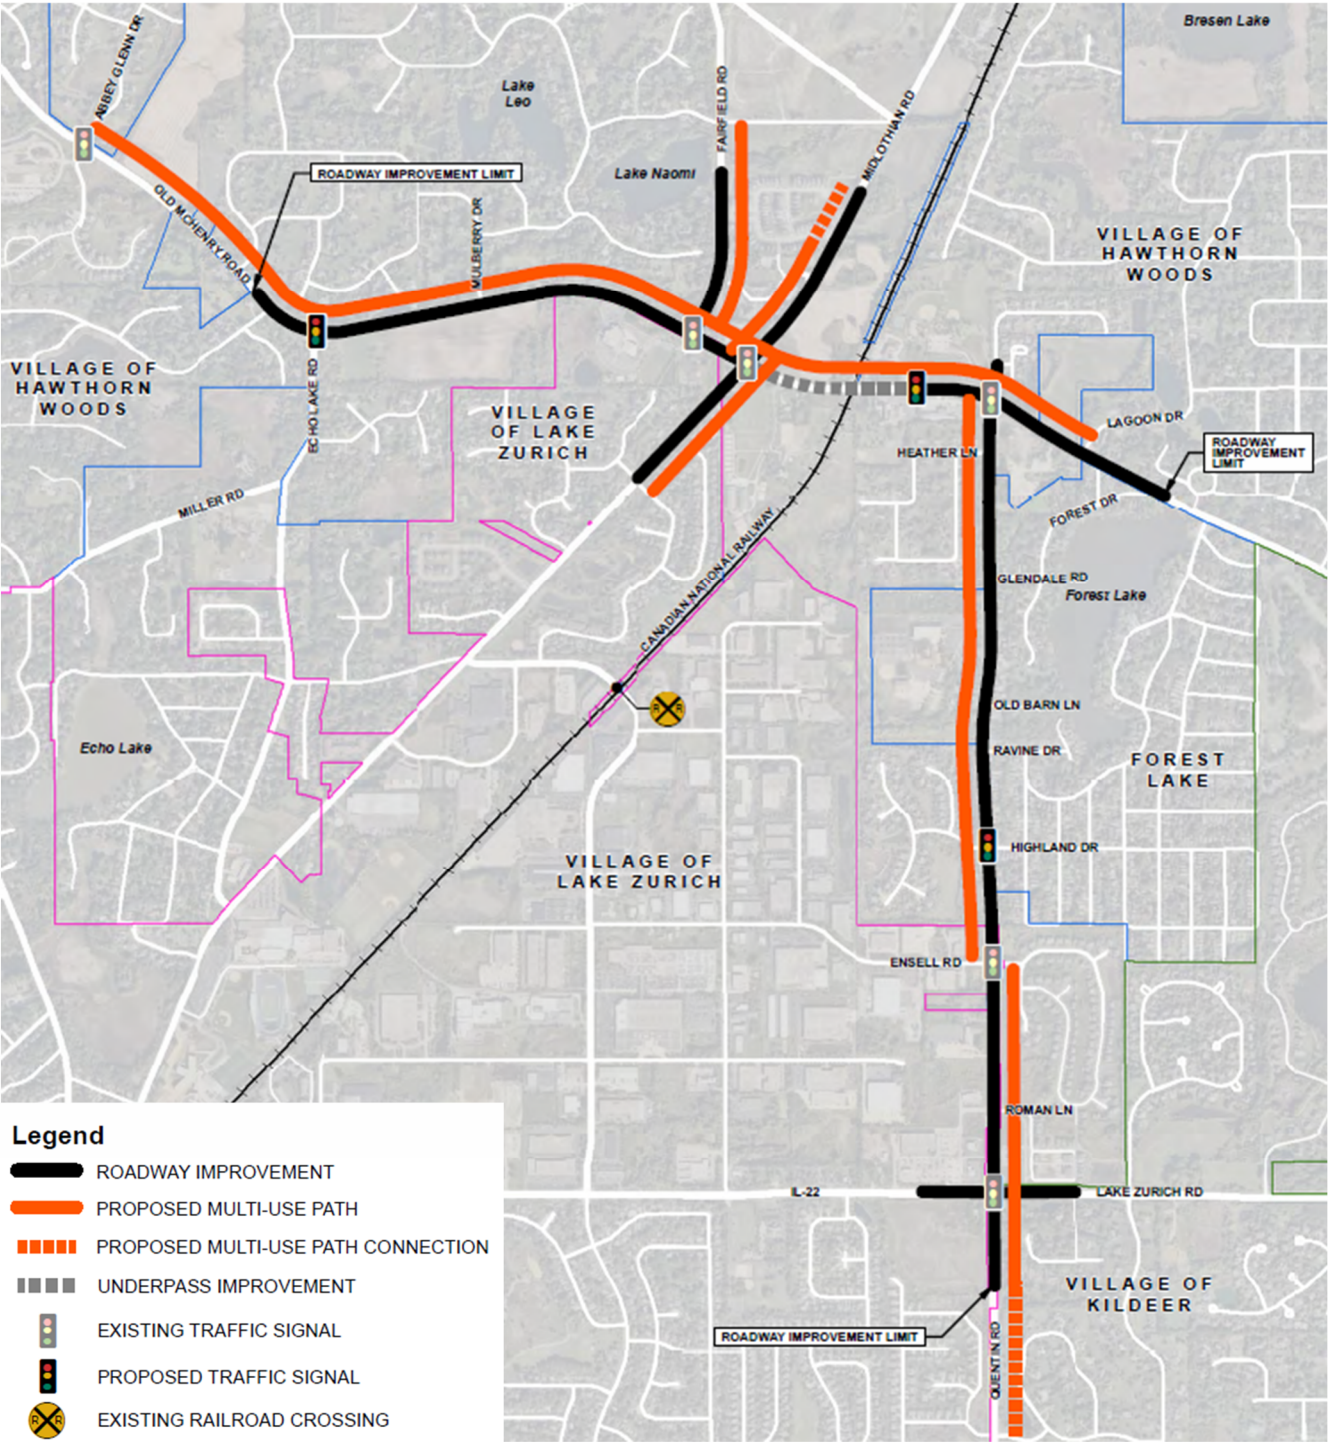 Bresen Lake
ABBEY GLENN DR
Lake
Leo
FAIRFIELD RD
MIDLOTHIAN RD
ROADWAY IMPROVEMENT LIMIT
Lake Naomi
OLD MCHENRY ROAD
MULBERRY DR
VILLAGE OF
HAWTHORN
WOODS
VILLAGE OF
HAWTHORN
WOODS
ECHO LAKE RD
VILLAGE
OF LAKE
ZURICH
LAGOON DR
HEATHER LN
ROADWAY
IMPROVEMENT
LIMIT
MILLER RD
FOREST DR
CANADIAN NATIONAL RAILWAY
GLENDALE RD
Forest Lake
OLD BARN LN
R R
Echo Lake
RAVINE DR
FOREST
LAKE
HIGHLAND DR
VILLAGE OF
LAKE ZURICH
ENSELL RD
ROMAN LN
IL-22
LAKE ZURICH RD
VILLAGE OF
KILDEER
ROADWAY IMPROVEMENT LIMIT
QUENTIN RD
Legend
ROADWAY IMPROVEMENT
PROPOSED MULTI-USE PATH
PROPOSED MULTI-USE PATH CONNECTION
UNDERPASS IMPROVEMENT
EXISTING TRAFFIC SIGNAL
PROPOSED TRAFFIC SIGNAL
R R
EXISTING RAILROAD CROSSING